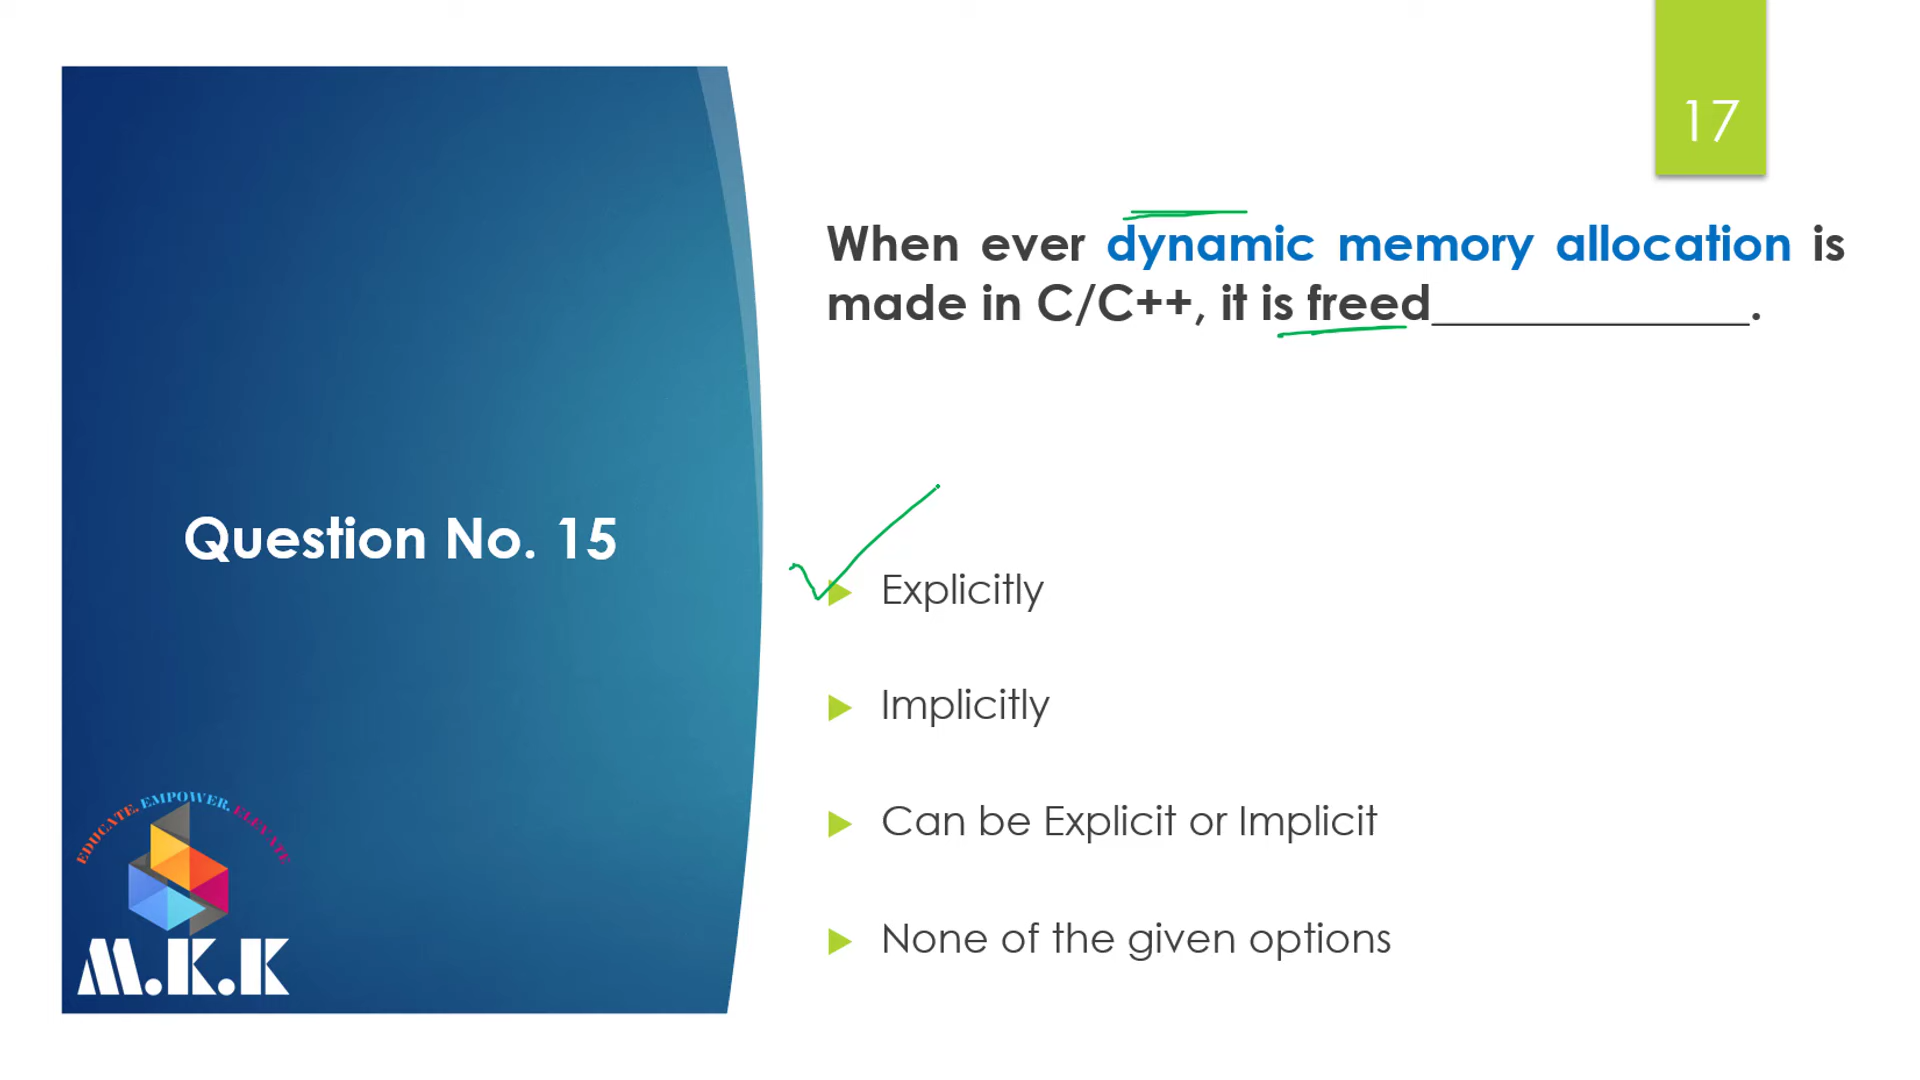 17
When ever dynamic memory allocation is
made in C/C++, it is freed_____________.
Question No. 15
Explicitly
Implicitly
Can be Explicit or Implicit
None of the given options
EDUCATE. EMPOWER. ELEVATE
M.K.K